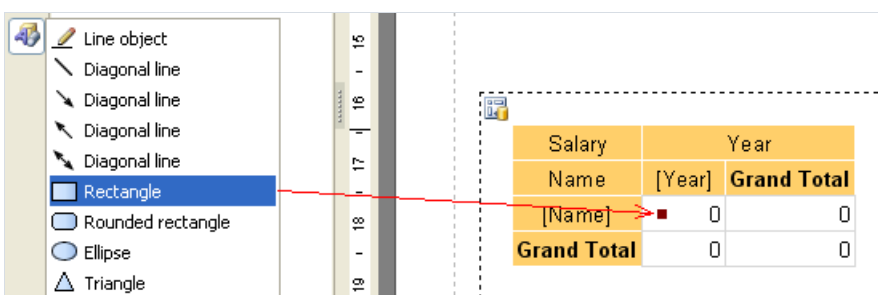 Line object
Diagonal line
Diagonal line
Diagonal line
Diagonal line
Rectangle
Rounded rectangle
Ellipse
Triangle
15
16
17
18
19
Salary Year
Name [Year] Grand Total
[Name] 0 0
Grand Total 0 0